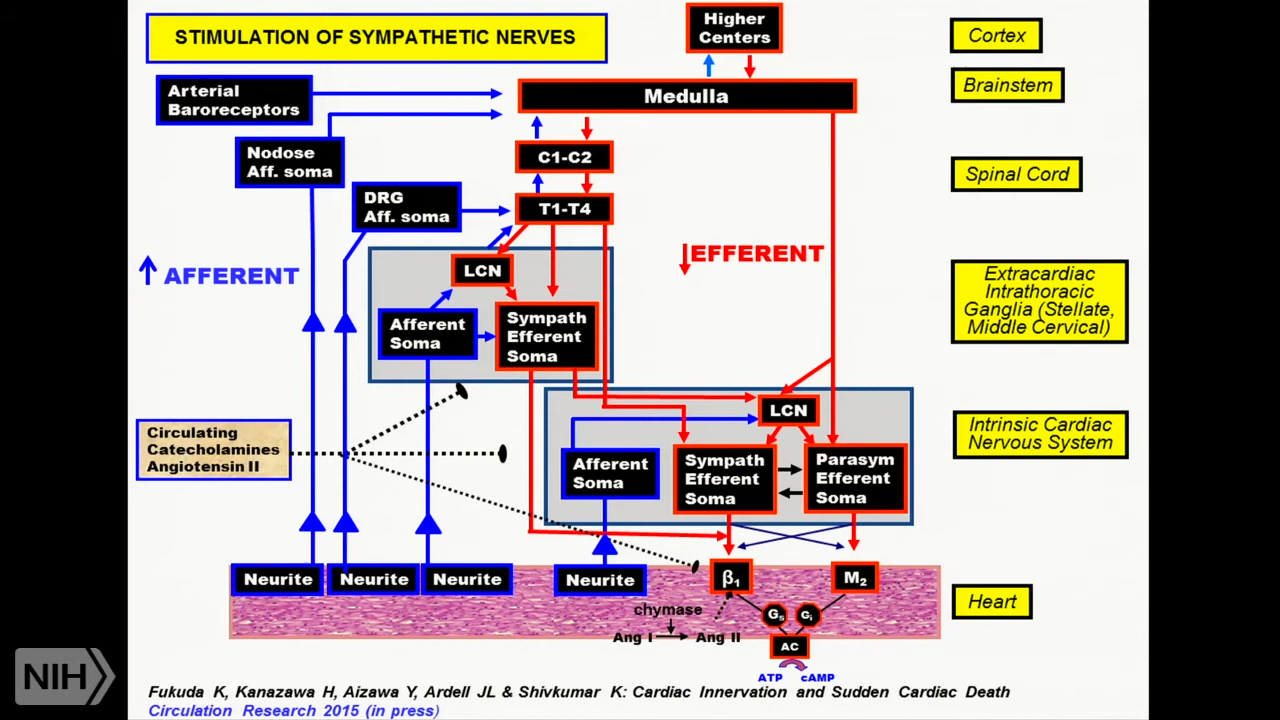 STIMULATION OF SYMPATHETIC NERVES
Higher
Centers
Cortex
Arterial
Baroreceptors
Medulla
Brainstem
Nodose
Aff. soma
C1-C2
Spinal Cord
DRG
Aff. soma
T1-T4
AFFERENT
EFFERENT
LCN
Extracardiac
Intrathoracic
Ganglia (Stellate,
Middle Cervical)
Afferent
Soma
Sympath
Efferent
Soma
LCN
Intrinsic Cardiac
Nervous System
Circulating
Catecholamines
Angiotensin II
Afferent
Soma
Sympath
Efferent
Soma
Parasym
Efferent
Soma
Neurite
Neurite
Neurite
Neurite
β1
M2
Heart
chymase
Gs
Gi
Ang I
Ang II
AC
ATP
cAMP
NIH
Fukuda K, Kanazawa H, Aizawa Y, Ardell JL & Shivkumar K: Cardiac Innervation and Sudden Cardiac Death
Circulation Research 2015 (in press)